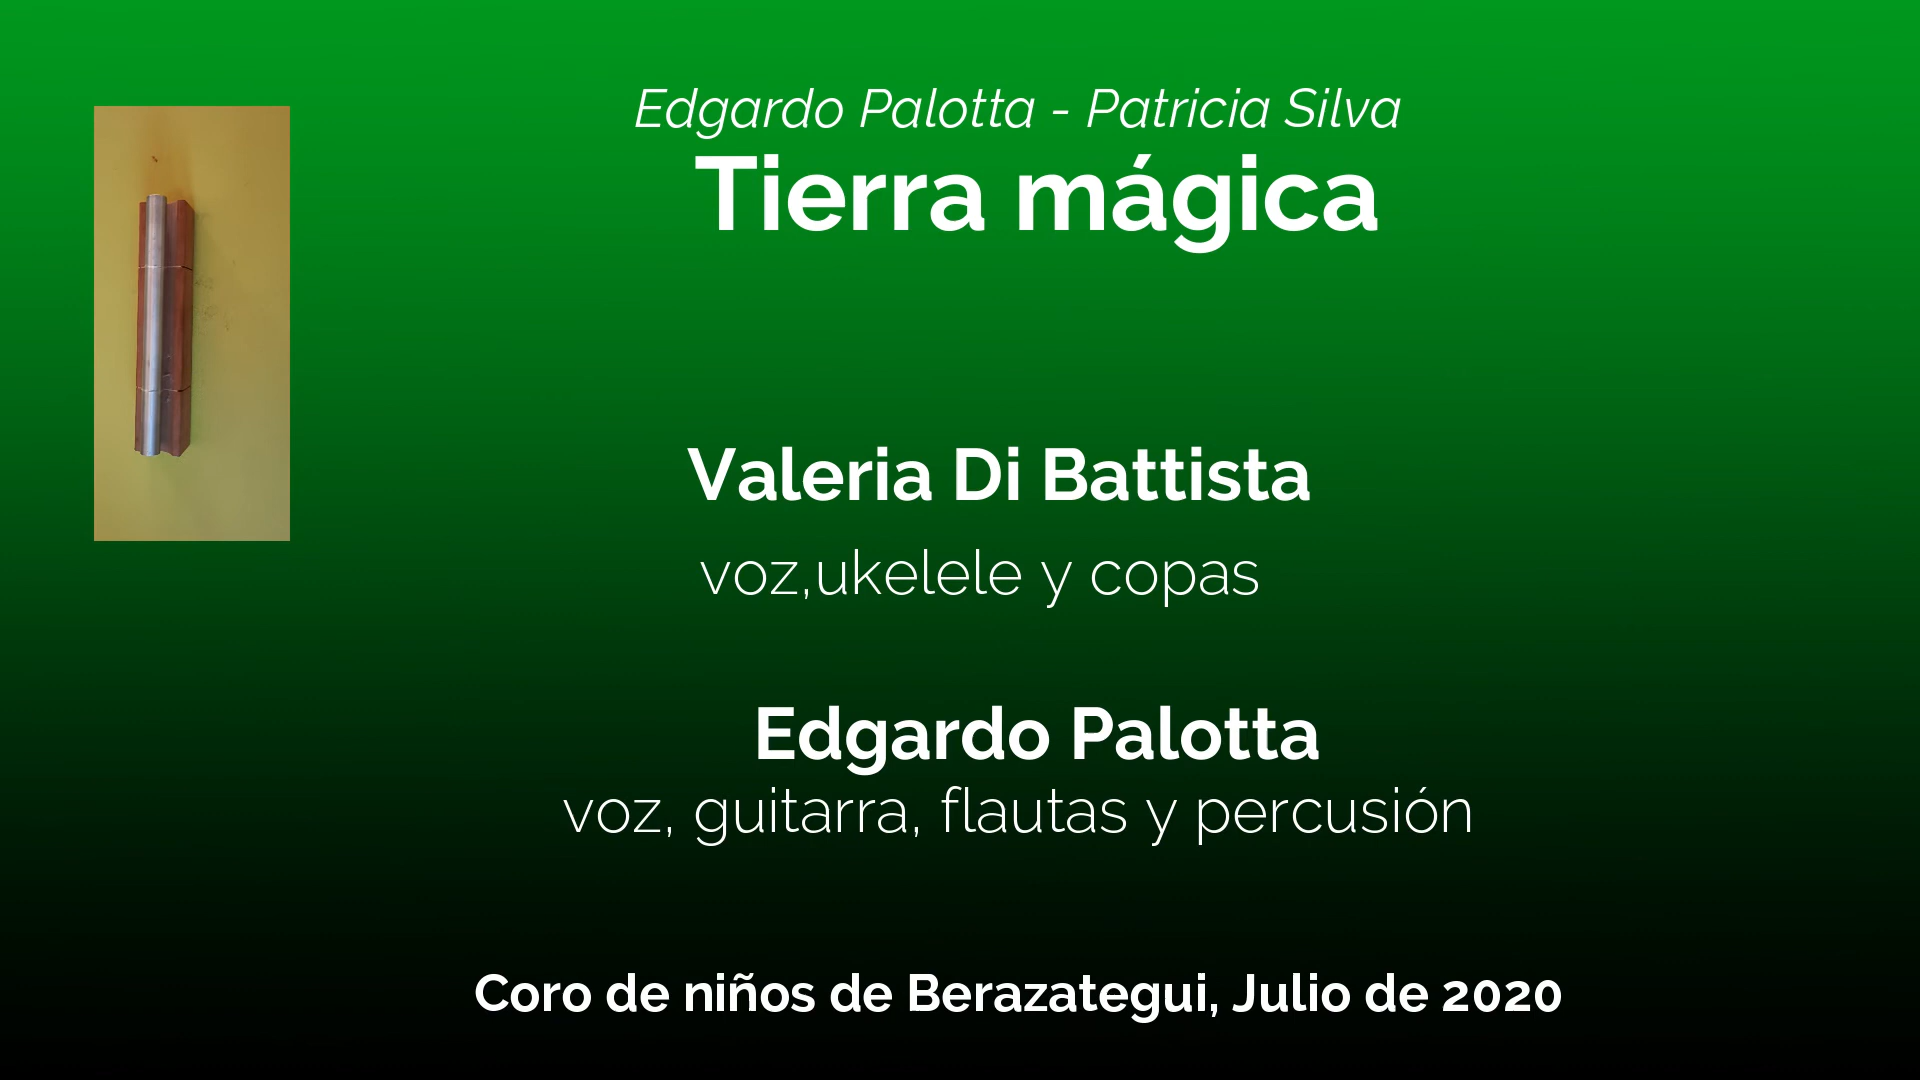 Edgardo Palotta - Patricia Silva
Tierra mágica
Valeria Di Battista
voz,ukelele y copas
Edgardo Palotta
voz, guitarra, flautas y percusión
Coro de niños de Berazategui, Julio de 2020